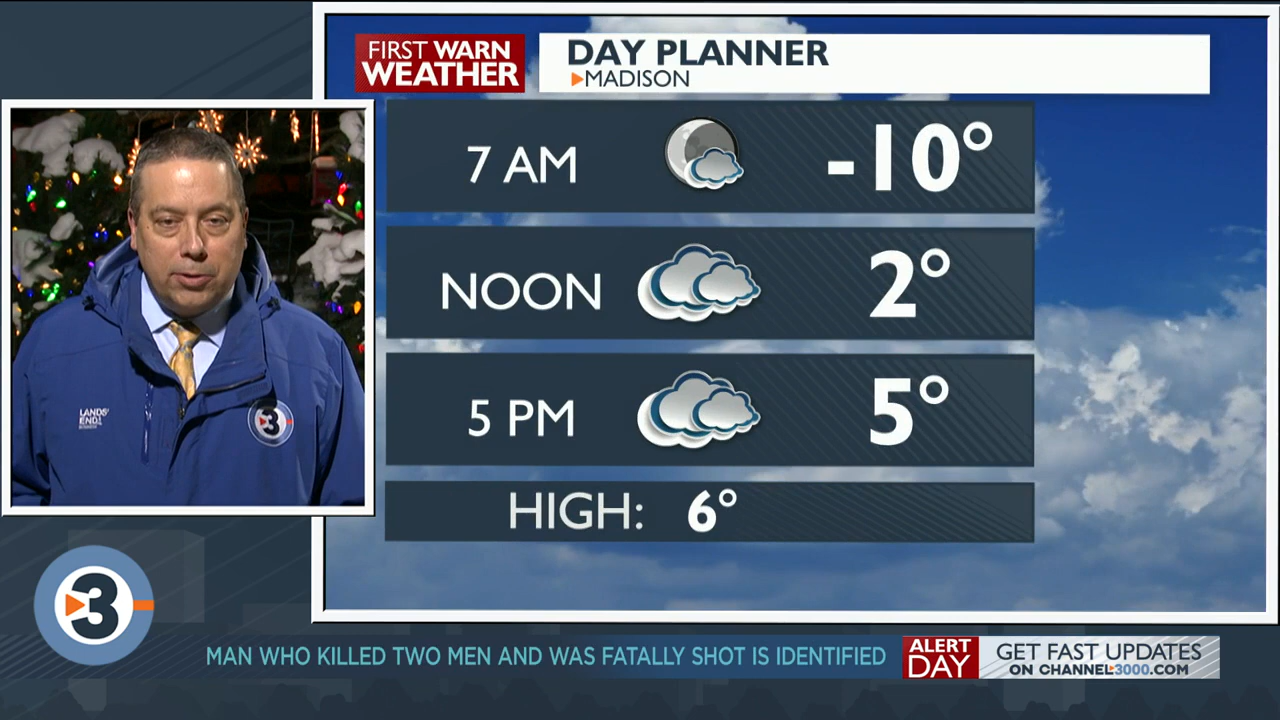 FIRST WARN
WEATHER
DAY PLANNER
MADISON
7 AM
-10°
NOON
2°
5 PM
5°
HIGH: 6°
LANDS'
END
3
3
MAN WHO KILLED TWO MEN AND WAS FATALLY SHOT IS IDENTIFIED
ALERT
DAY
GET FAST UPDATES
ON CHANNEL3000.COM